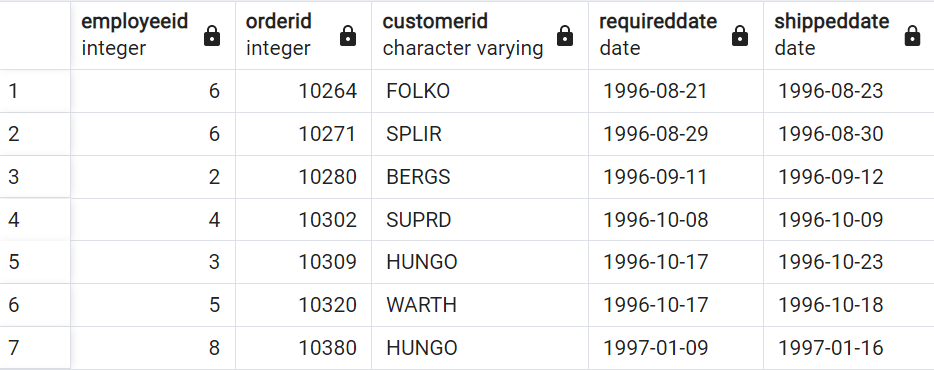 employeeid orderid customerid requireddate shippeddate
integer integer character varying date date
1 6 10264 FOLKO 1996-08-21 1996-08-23
2 6 10271 SPLIR 1996-08-29 1996-08-30
3 2 10280 BERGS 1996-09-11 1996-09-12
4 4 10302 SUPRD 1996-10-08 1996-10-09
5 3 10309 HUNGO 1996-10-17 1996-10-23
6 5 10320 WARTH 1996-10-17 1996-10-18
7 8 10380 HUNGO 1997-01-09 1997-01-16